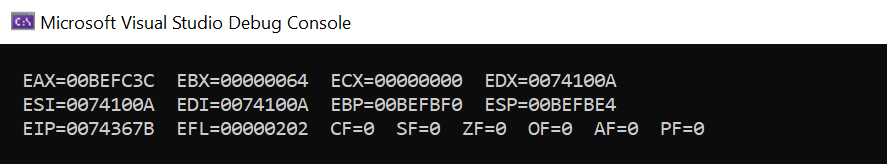 Microsoft Visual Studio Debug Console
EAX=00BEFC3C  EBX=00000064  ECX=00000000  EDX=0074100A
ESI=0074100A  EDI=0074100A  EBP=00BEFBF0  ESP=00BEFBE4
EIP=0074367B  EFL=00000202  CF=0  SF=0  ZF=0  OF=0  AF=0  PF=0